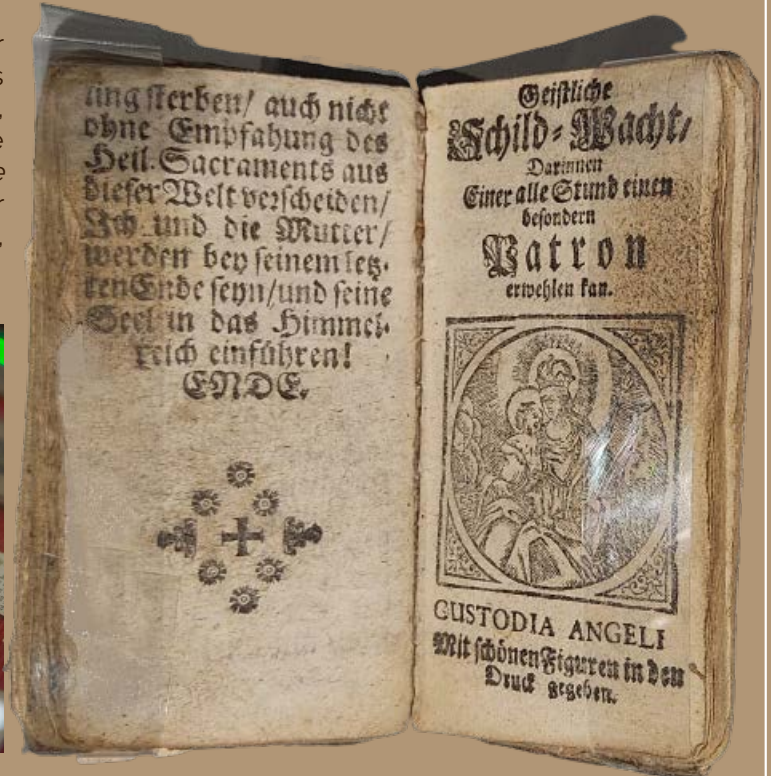 ling sterben/ auch nicht
ohne Empfahung des
Heil. Sacraments aus
dieser Welt verscheiden/
Ich und die Mutter/
werden bey seinem letz-
ten Ende seyn/und seine
Seel in das Himmel-
reich einführen!
ENDE.
Geistliche
Schild-Wacht/
Darinnen
Einer alle Stund einen
besondern
Patron
erwehlen kan.
CUSTODIA ANGELI
Mit schönen Figuren in den
Druck gegeben.